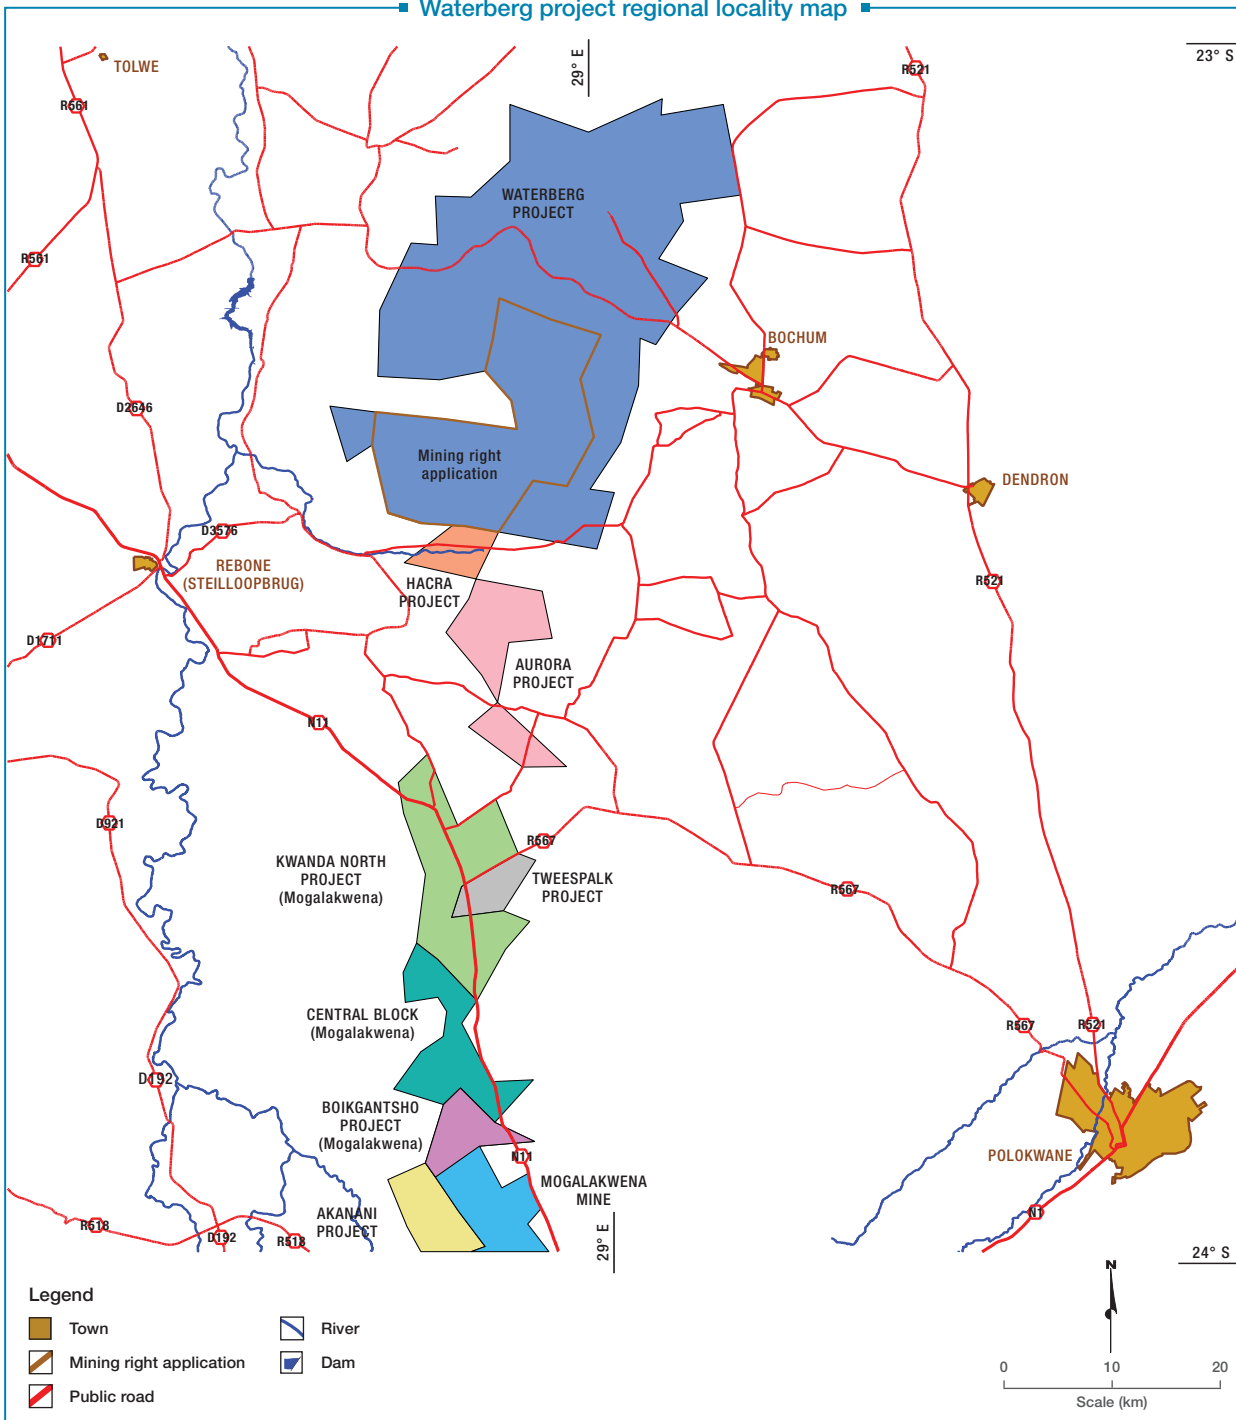 Waterberg project regional locality map
TOLWE
29° E
R521
23° S
R561
WATERBERG
PROJECT
R561
BOCHUM
D2646
Mining right
application
DENDRON
D3576
REBONE
(STEILLOOPBRUG)
HACRA
PROJECT
R521
D1711
AURORA
PROJECT
N11
D921
R567
KWANDA NORTH
PROJECT
(Mogalakwena)
TWEESPALK
PROJECT
R567
CENTRAL BLOCK
(Mogalakwena)
R567
R521
D192
BOIKGANTSHO
PROJECT
(Mogalakwena)
N11
POLOKWANE
MOGALAKWENA
MINE
AKANANI
PROJECT
R518
D192
R518
N1
29° E
24° S
N
Legend
Town
River
Mining right application
Dam
Public road
0
10
20
Scale (km)